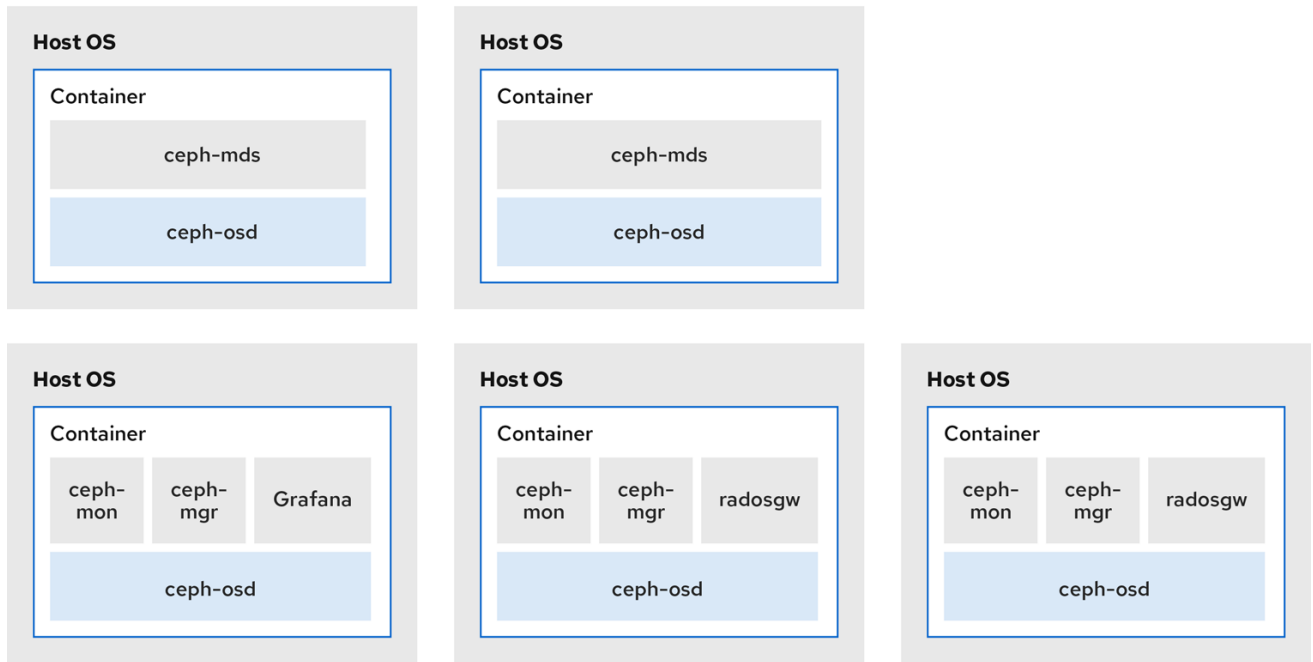 Host OS
Container
ceph-mds
ceph-osd
Host OS
Container
ceph-mds
ceph-osd
Host OS
Container
ceph-
mon
ceph-
mgr
Grafana
ceph-osd
Host OS
Container
ceph-
mon
ceph-
mgr
radosgw
ceph-osd
Host OS
Container
ceph-
mon
ceph-
mgr
radosgw
ceph-osd